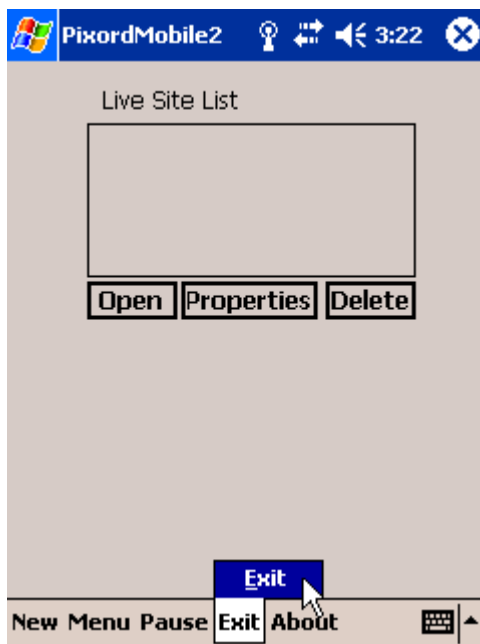 PixordMobile2 3:22
Live Site List
Open Properties Delete
Exit
New Menu Pause Exit About